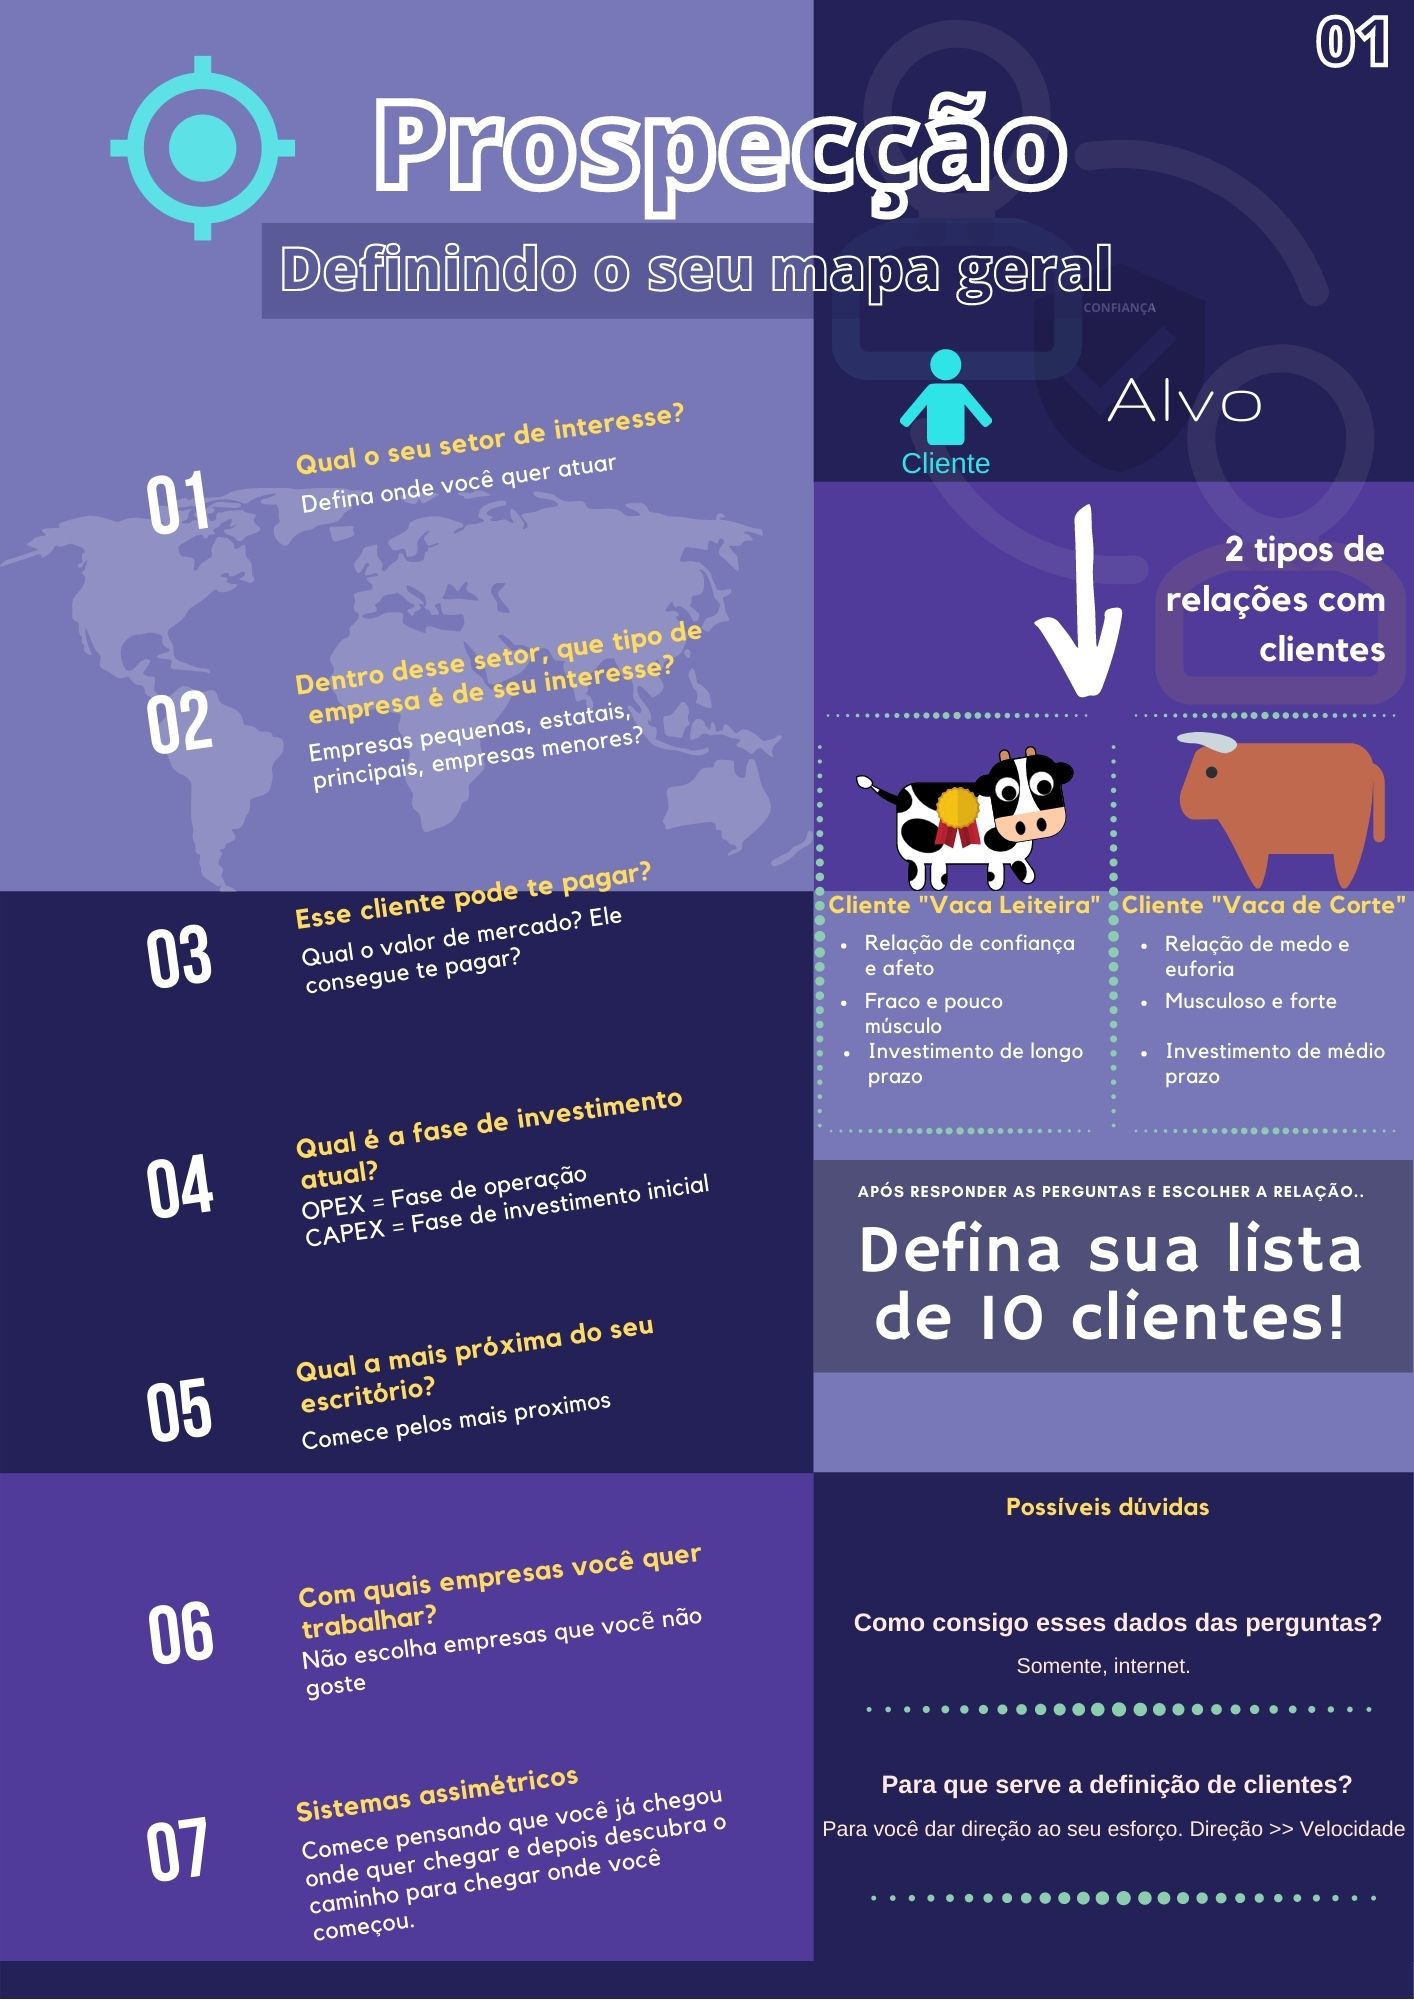 01
Prospecção
Definindo o seu mapa geral
CONFIANÇA
Cliente
Alvo
01
Qual o seu setor de interesse?
Defina onde você quer atuar
02
Dentro desse setor, que tipo de
empresa é de seu interesse?
Empresas pequenas, estatais,
principais, empresas menores?
03
Esse cliente pode te pagar?
Qual o valor de mercado? Ele
consegue te pagar?
04
Qual é a fase de investimento
atual?
OPEX = Fase de operação
CAPEX = Fase de investimento inicial
05
Qual a mais próxima do seu
escritório?
Comece pelos mais proximos
06
Com quais empresas você quer
trabalhar?
Não escolha empresas que você não
goste
07
Sistemas assimétricos
Comece pensando que você já chegou
onde quer chegar e depois descubra o
caminho para chegar onde você
começou.
2 tipos de
relações com
clientes
Cliente "Vaca Leiteira"
• Relação de confiança
e afeto
• Fraco e pouco
músculo
• Investimento de longo
prazo
Cliente "Vaca de Corte"
• Relação de medo e
euforia
• Musculoso e forte
• Investimento de médio
prazo
APÓS RESPONDER AS PERGUNTAS E ESCOLHER A RELAÇÃO..
Defina sua lista
de 10 clientes!
Possíveis dúvidas
Como consigo esses dados das perguntas?
Somente, internet.
Para que serve a definição de clientes?
Para você dar direção ao seu esforço. Direção >> Velocidade